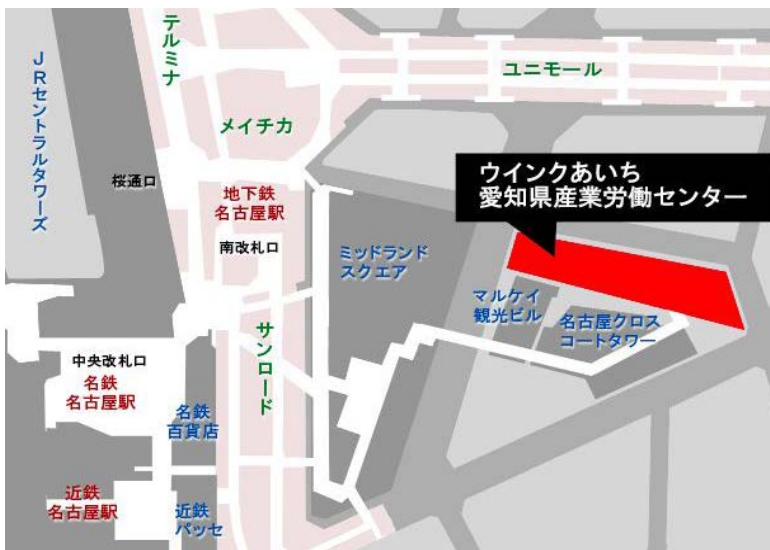 テルミナ
JRセントラルタワーズ
ユニモール
メイチカ
ウインクあいち
愛知県産業労働センター
桜通口
地下鉄
名古屋駅
南改札口
ミッドランド
スクエア
マルケイ
観光ビル
名古屋クロス
コートタワー
サンロード
中央改札口
名鉄
名古屋駅
名鉄
百貨店
近鉄
名古屋駅
近鉄
パッセ